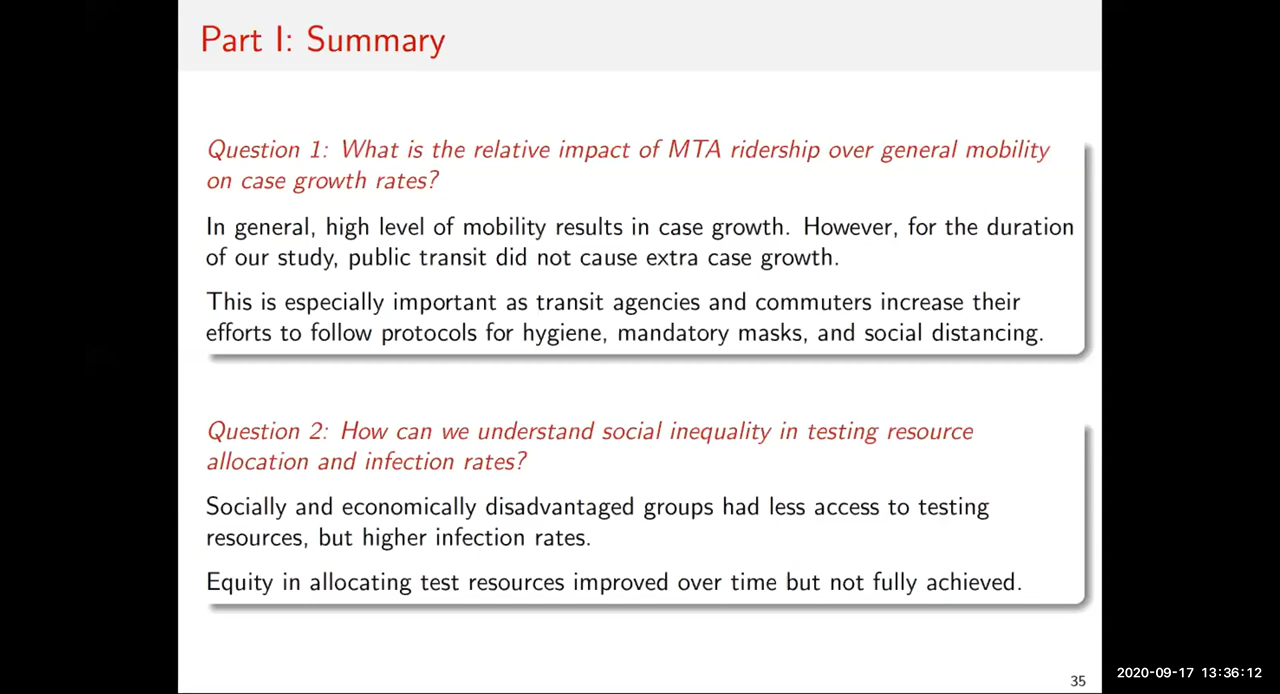 Part I: Summary
Question 1: What is the relative impact of MTA ridership over general mobility
on case growth rates?
In general, high level of mobility results in case growth. However, for the duration
of our study, public transit did not cause extra case growth.
This is especially important as transit agencies and commuters increase their
efforts to follow protocols for hygiene, mandatory masks, and social distancing.
Question 2: How can we understand social inequality in testing resource
allocation and infection rates?
Socially and economically disadvantaged groups had less access to testing
resources, but higher infection rates.
Equity in allocating test resources improved over time but not fully achieved.
35
2020-09-17 13:36:12